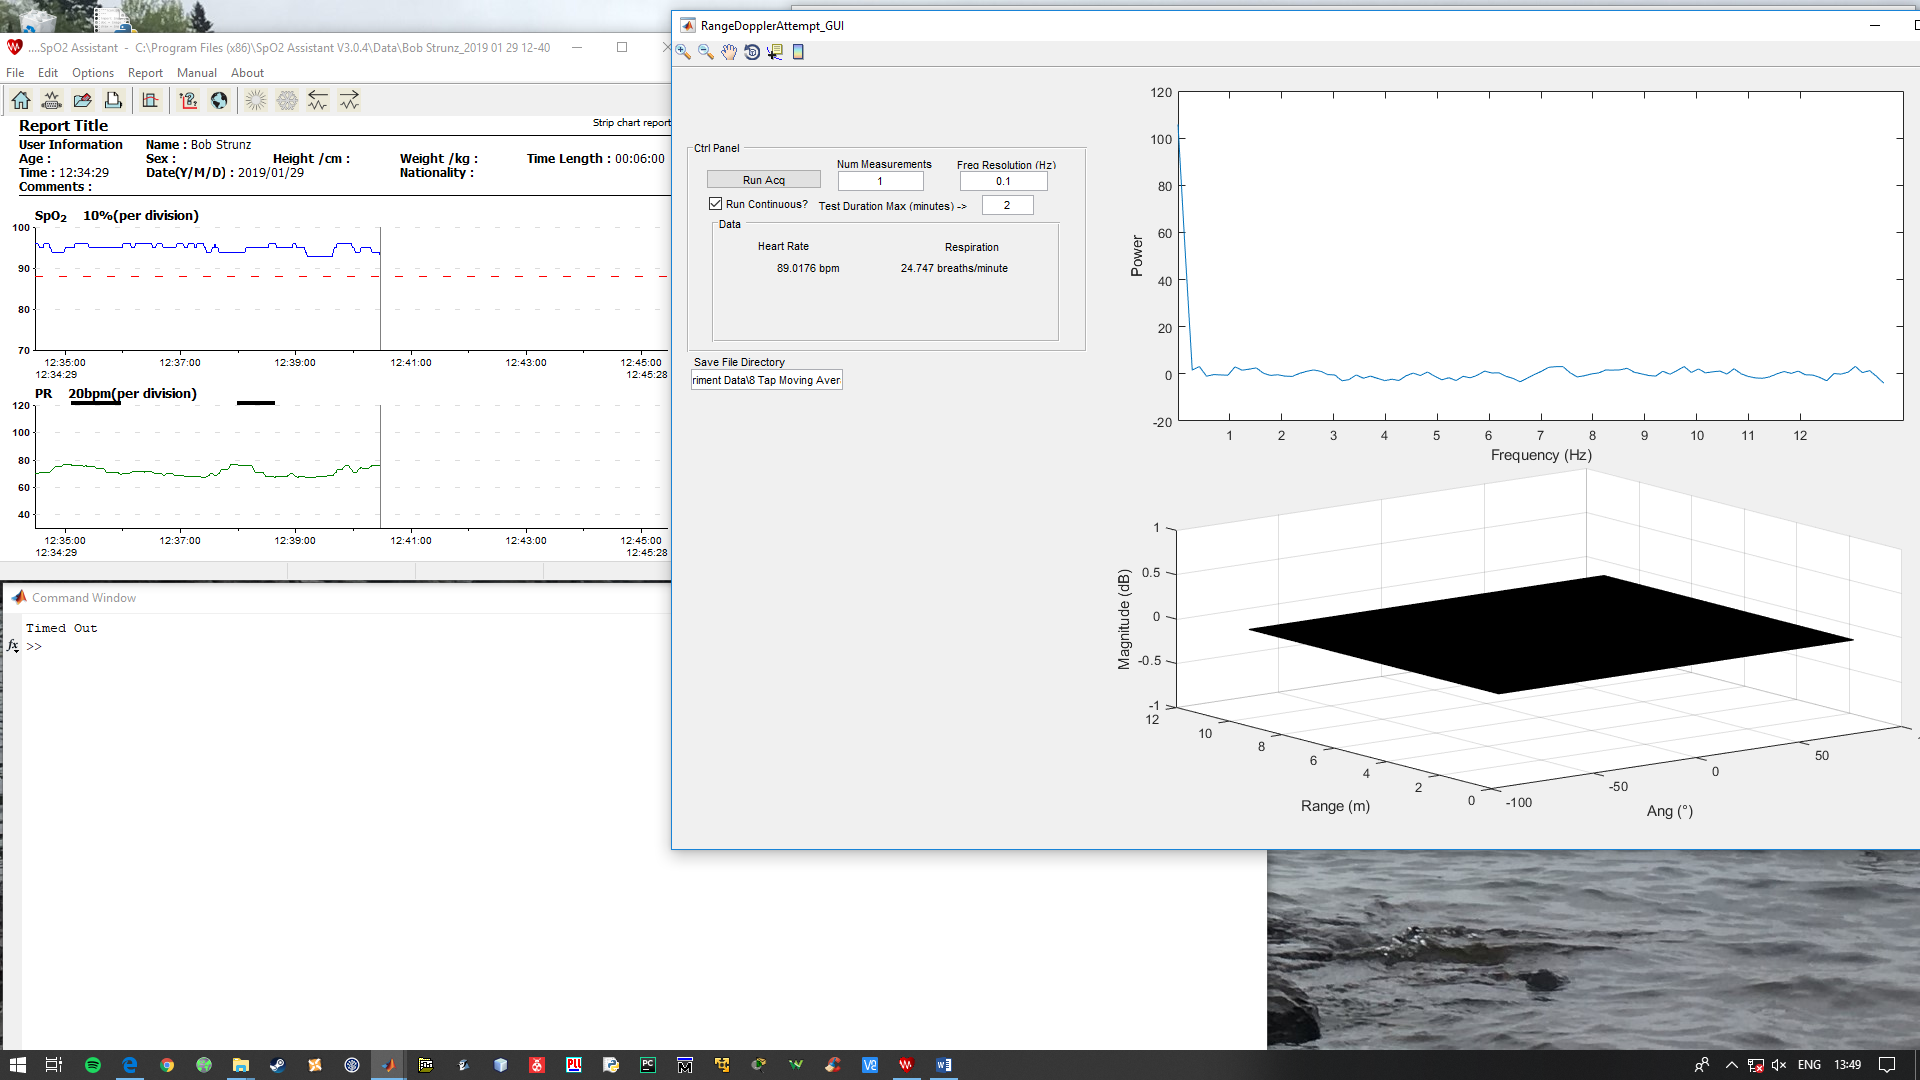 ....SpO2 Assistant - C:\Program Files (x86)\SpO2 Assistant V3.0.4\Data\Bob Strunz_2019 01 29 12-40
File Edit Options Report Manual About
Report Title
Strip chart report
User Information Name : Bob Strunz
Age : Sex : Height /cm : Weight /kg : Time Length : 00:06:00
Time : 12:34:29 Date(Y/M/D) : 2019/01/29 Nationality :
Comments :
SpO2 10%(per division)
100
90
80
70
12:35:00 12:37:00 12:39:00 12:41:00 12:43:00 12:45:00
12:34:29 12:45:28
PR 20bpm(per division)
120
100
80
60
40
12:35:00 12:37:00 12:39:00 12:41:00 12:43:00 12:45:00
12:34:29 12:45:28
Command Window
Timed Out
fx >>
RangeDopplerAttempt_GUI
Ctrl Panel
Num Measurements Freq Resolution (Hz)
Run Acq 1 0.1
Run Continuous? Test Duration Max (minutes) -> 2
Data
Heart Rate Respiration
89.0176 bpm 24.747 breaths/minute
Save File Directory
riment Data\8 Tap Moving Aver
120
100
80
60
40
20
0
-20
Power
1 2 3 4 5 6 7 8 9 10 11 12
Frequency (Hz)
1
0.5
0
-0.5
-1
Magnitude (dB)
12 10 8 6 4 2 0
Range (m)
-100 -50 0 50
Ang (°)
ENG 13:49